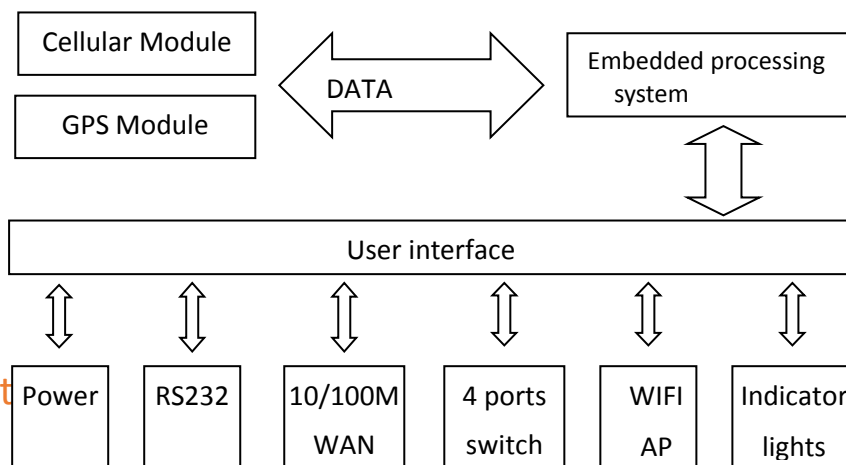 Cellular Module
DATA
Embedded processing
system
GPS Module
User interface
Power
RS232
10/100M
WAN
4 ports
switch
WIFI
AP
Indicator
lights